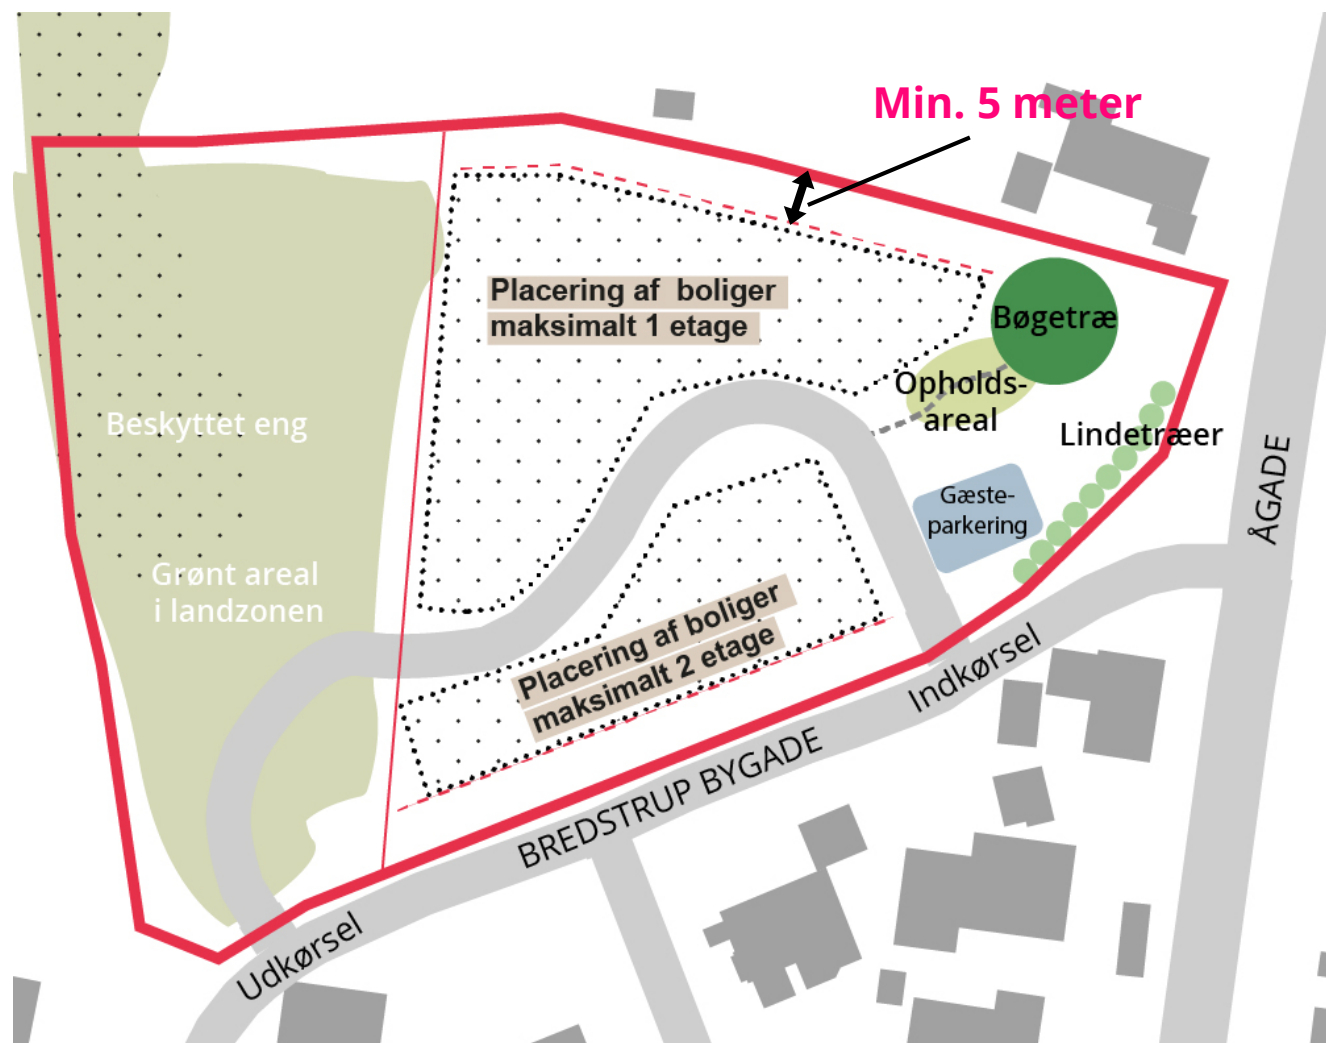 Min. 5 meter
Placering af boliger
maksimalt 1 etage
Bøgetræ
Opholds-
areal
Lindetræer
Beskyttet eng
ÅGADE
Gæste-
parkering
Grønt areal
i landzonen
Placering af boliger
maksimalt 2 etage
Indkørsel
BREDSTRUP BYGADE
Udkørsel